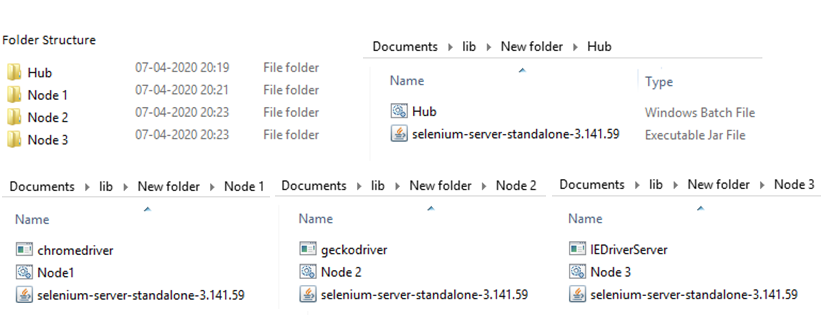 Folder Structure
Hub 07-04-2020 20:19 File folder
Node 1 07-04-2020 20:21 File folder
Node 2 07-04-2020 20:23 File folder
Node 3 07-04-2020 20:23 File folder
Documents lib New folder Hub
Name Type
Hub Windows Batch File
selenium-server-standalone-3.141.59 Executable Jar File
Documents lib New folder Node 1
Name
chromedriver
Node1
selenium-server-standalone-3.141.59
Documents lib New folder Node 2
Name
geckodriver
Node 2
selenium-server-standalone-3.141.59
Documents lib New folder Node 3
Name
IEDriverServer
Node 3
selenium-server-standalone-3.141.59